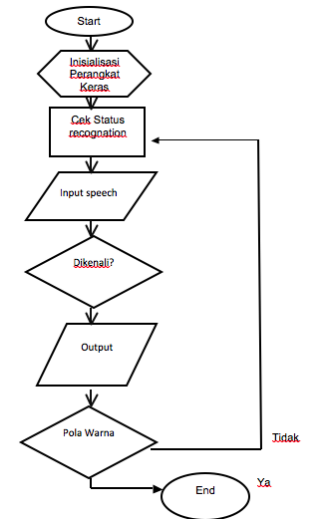 Start
Inisialisasi
Perangkat
Keras
Cek Status
recognation
Input speech
Dikenali?
Output
Pola Warna
Tidak
Ya
End